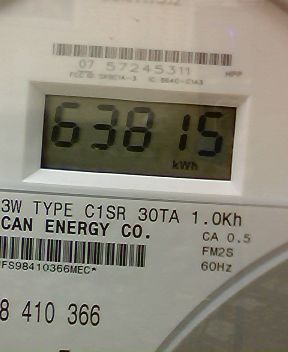 07 57245311
HPP
63815
kWh
3W TYPE C1SR 30TA 1.0Kh
CAN ENERGY CO.
CA 0.5
FM2S
60Hz
FS98410366MEC*
8 410 366